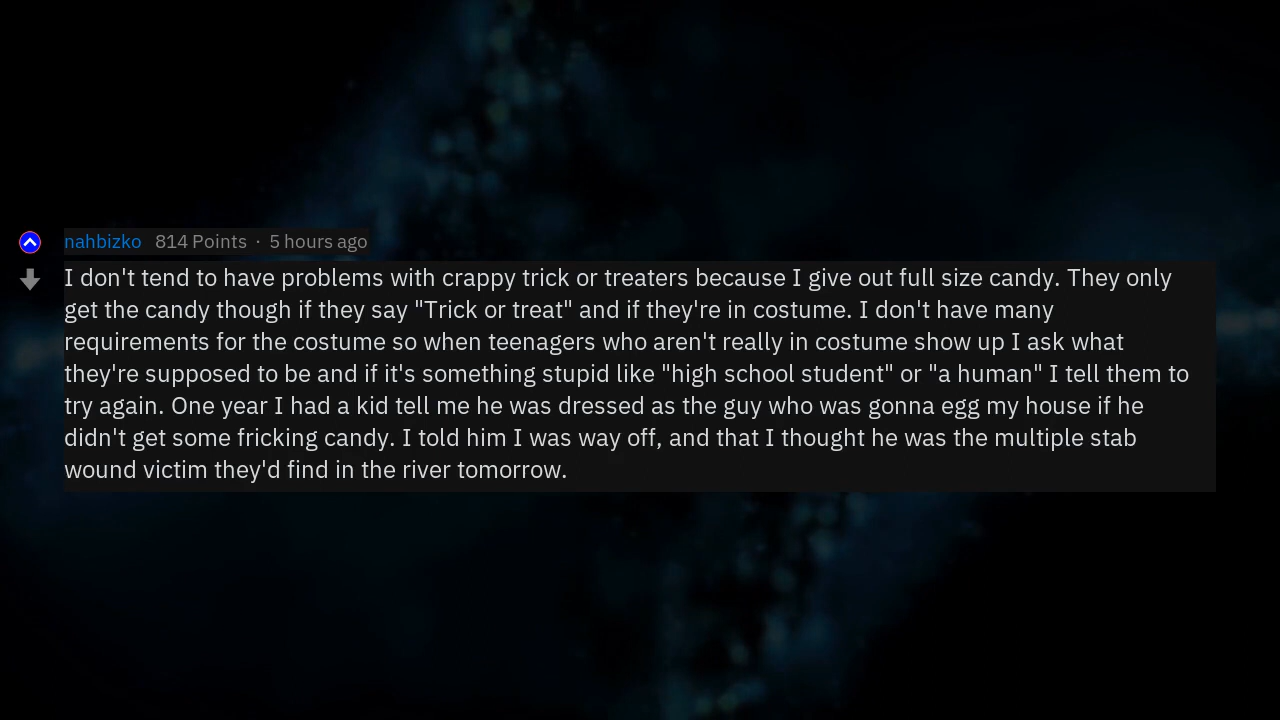 nahbizko 814 Points · 5 hours ago
I don't tend to have problems with crappy trick or treaters because I give out full size candy. They only
get the candy though if they say "Trick or treat" and if they're in costume. I don't have many
requirements for the costume so when teenagers who aren't really in costume show up I ask what
they're supposed to be and if it's something stupid like "high school student" or "a human" I tell them to
try again. One year I had a kid tell me he was dressed as the guy who was gonna egg my house if he
didn't get some fricking candy. I told him I was way off, and that I thought he was the multiple stab
wound victim they'd find in the river tomorrow.